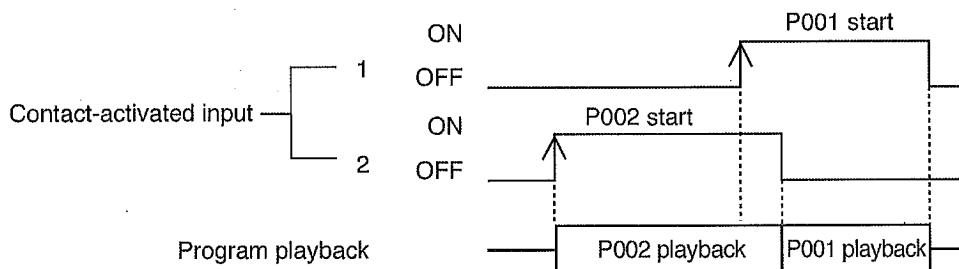 P001 start
ON
1
OFF
Contact-activated input
P002 start
ON
2
OFF
Program playback
P002 playback
P001 playback